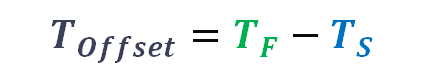 T_Offset = T_F − T_S